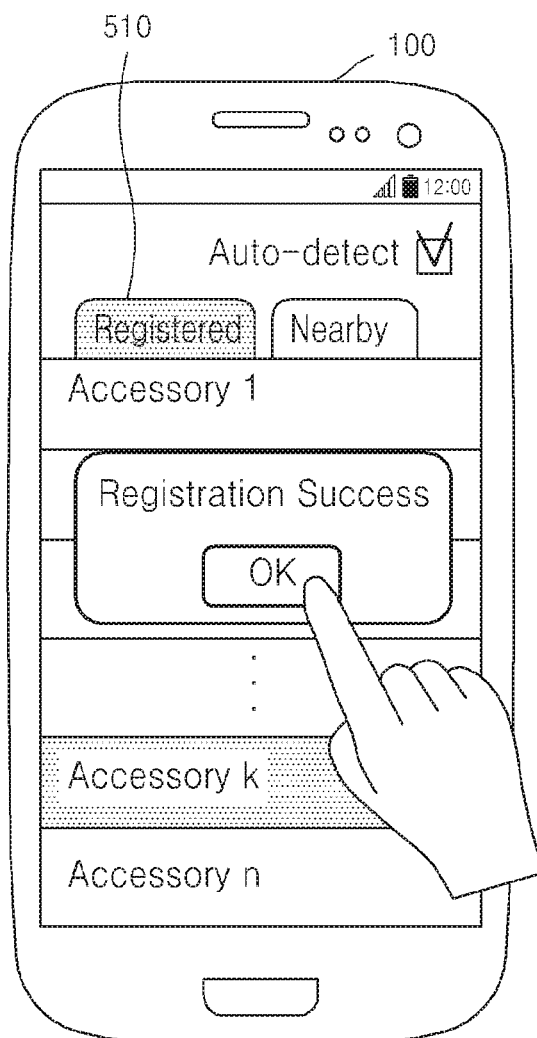 510
100
12:00
Auto-detect
Registered
Nearby
Accessory 1
Registration Success
OK
Accessory k
Accessory n